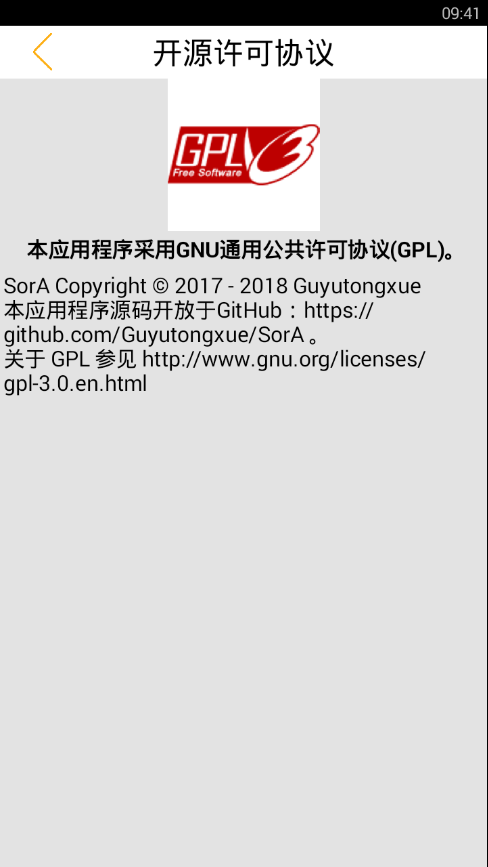 09:41
开源许可协议
GPLV3
Free Software
本应用程序采用GNU通用公共许可协议(GPL)。
SorA Copyright © 2017 - 2018 Guyutongxue
本应用程序源码开放于GitHub：https://
github.com/Guyutongxue/SorA 。
关于 GPL 参见 http://www.gnu.org/licenses/
gpl-3.0.en.html